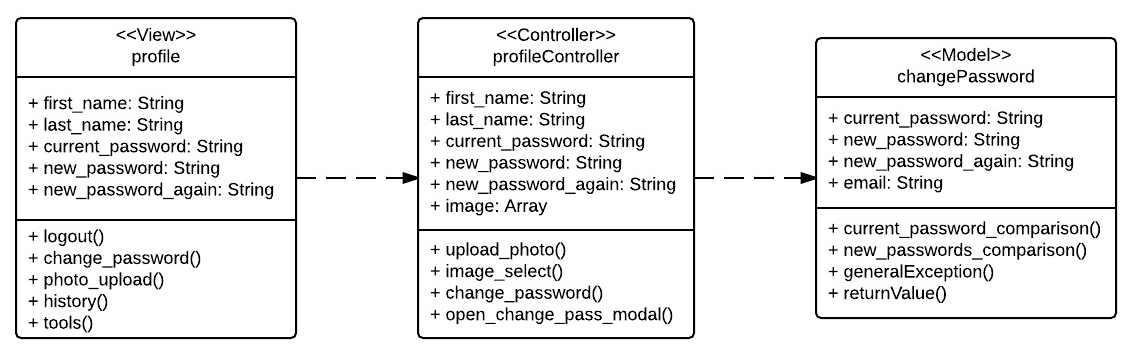 <<View>>
profile
+ first_name: String
+ last_name: String
+ current_password: String
+ new_password: String
+ new_password_again: String
+ logout()
+ change_password()
+ photo_upload()
+ history()
+ tools()
<<Controller>>
profileController
+ first_name: String
+ last_name: String
+ current_password: String
+ new_password: String
+ new_password_again: String
+ image: Array
+ upload_photo()
+ image_select()
+ change_password()
+ open_change_pass_modal()
<<Model>>
changePassword
+ current_password: String
+ new_password: String
+ new_password_again: String
+ email: String
+ current_password_comparison()
+ new_passwords_comparison()
+ generalException()
+ returnValue()